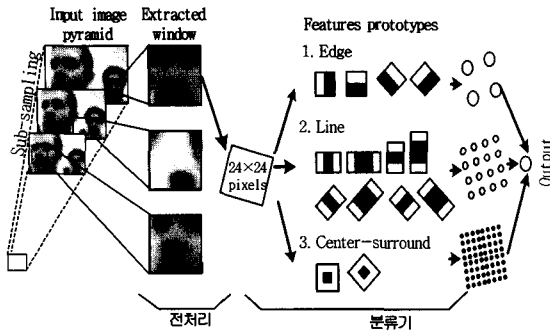 Input image
pyramid
Extracted
window
Features prototypes
Sub-sampling
1. Edge
2. Line
24×24
pixels
3. Center-surround
Output
전처리
분류기